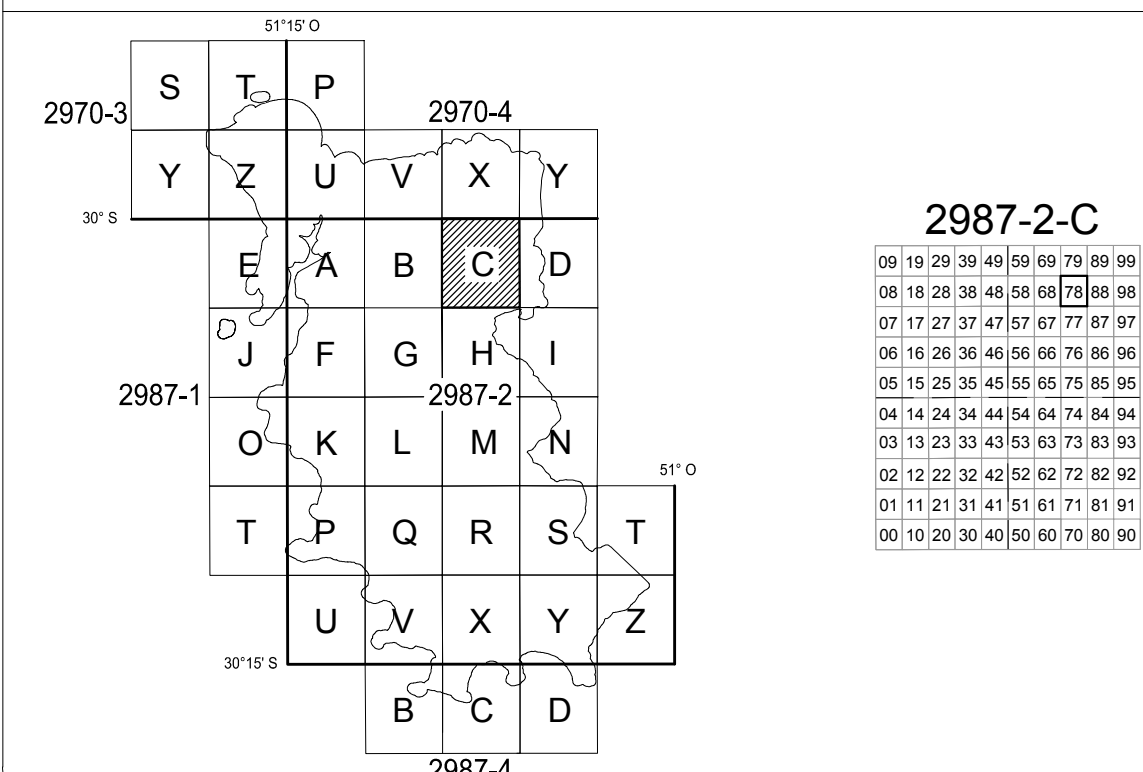 51°15' O
S T P
2970-3 2970-4
Y Z U V X Y
30° S
E A B C D
J F G H I
2987-1 2987-2
O K L M N
51° O
T P Q R S T
U V X Y Z
30°15' S
B C D
2987-4
2987-2-C
09 19 29 39 49 59 69 79 89 99
08 18 28 38 48 58 68 78 88 98
07 17 27 37 47 57 67 77 87 97
06 16 26 36 46 56 66 76 86 96
05 15 25 35 45 55 65 75 85 95
04 14 24 34 44 54 64 74 84 94
03 13 23 33 43 53 63 73 83 93
02 12 22 32 42 52 62 72 82 92
01 11 21 31 41 51 61 71 81 91
00 10 20 30 40 50 60 70 80 90